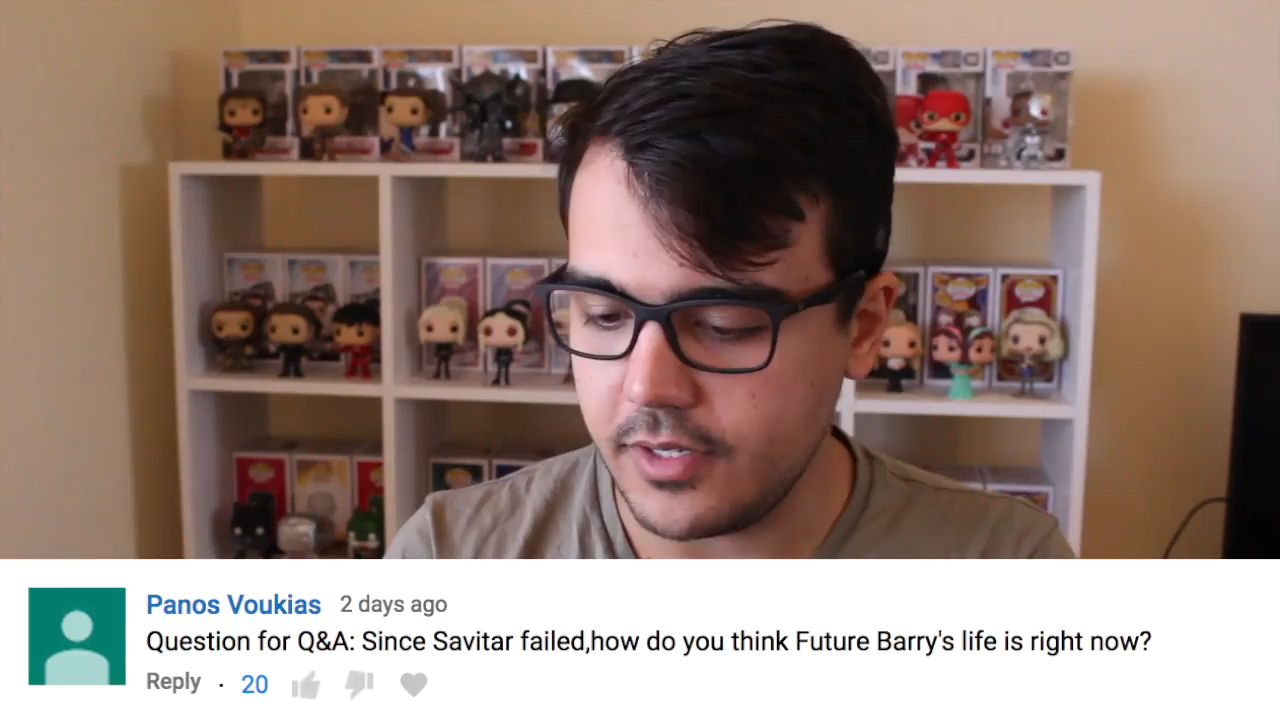 Panos Voukias 2 days ago
Question for Q&A: Since Savitar failed,how do you think Future Barry's life is right now?
Reply · 20